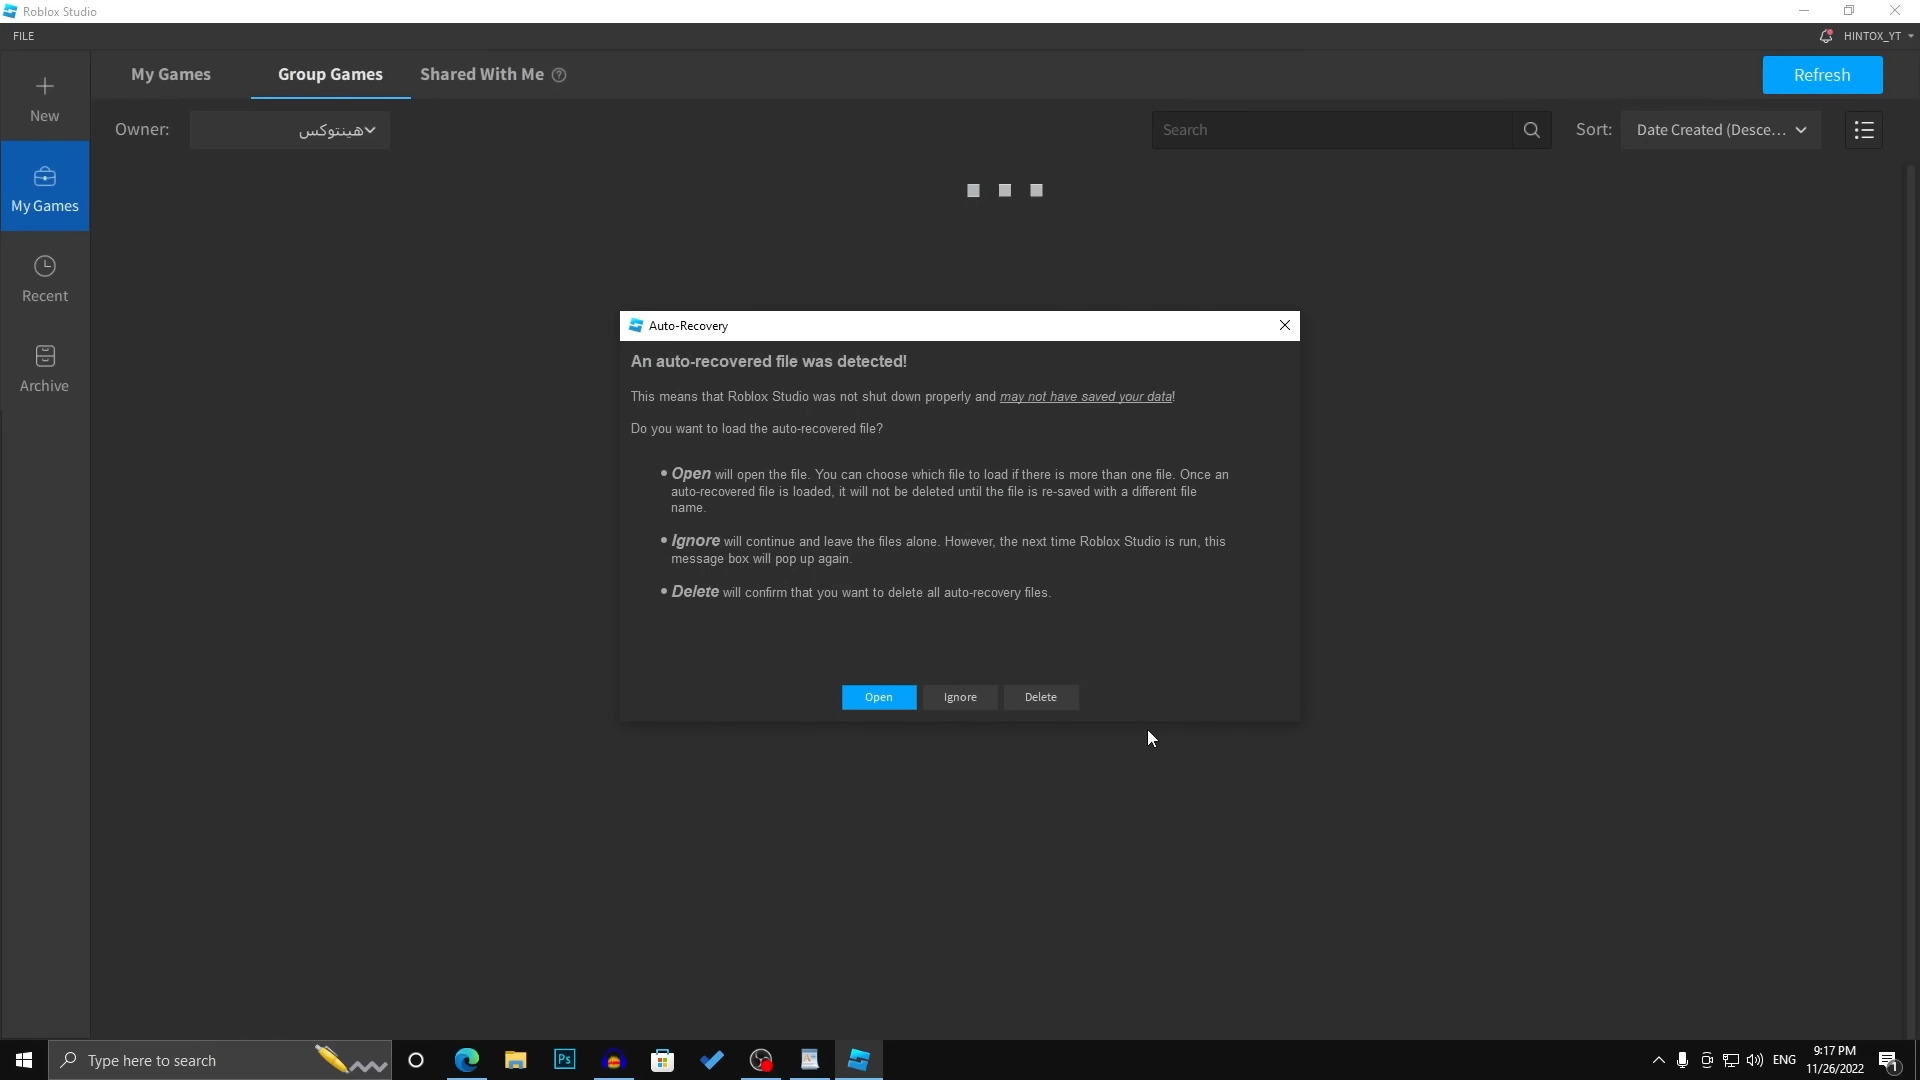 Roblox Studio
FILE
HINTOX_YT
New
My Games
Recent
Archive
My Games
Group Games
Shared With Me ?
Refresh
Owner:
هينتوكس
Search
Sort:
Date Created (Desce...
Auto-Recovery
An auto-recovered file was detected!
This means that Roblox Studio was not shut down properly and may not have saved your data!
Do you want to load the auto-recovered file?
• Open will open the file. You can choose which file to load if there is more than one file. Once an
auto-recovered file is loaded, it will not be deleted until the file is re-saved with a different file
name.
• Ignore will continue and leave the files alone. However, the next time Roblox Studio is run, this
message box will pop up again.
• Delete will confirm that you want to delete all auto-recovery files.
Open
Ignore
Delete
Type here to search
Ps
ENG
9:17 PM
11/26/2022
1